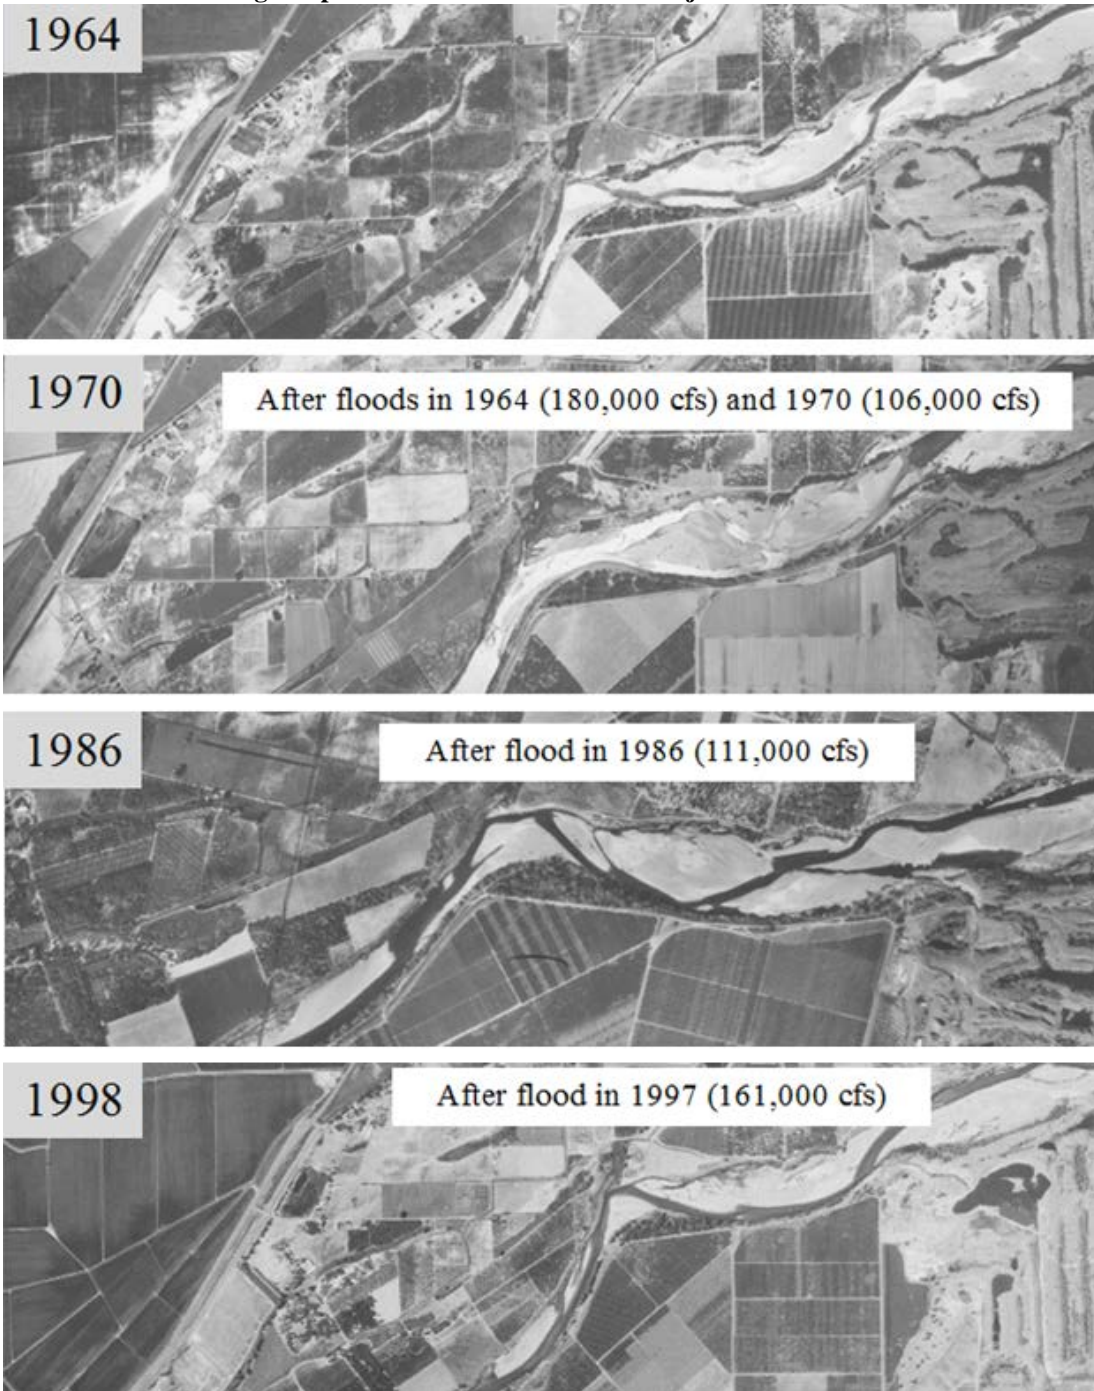 1964
1970
After floods in 1964 (180,000 cfs) and 1970 (106,000 cfs)
1986
After flood in 1986 (111,000 cfs)
1998
After flood in 1997 (161,000 cfs)